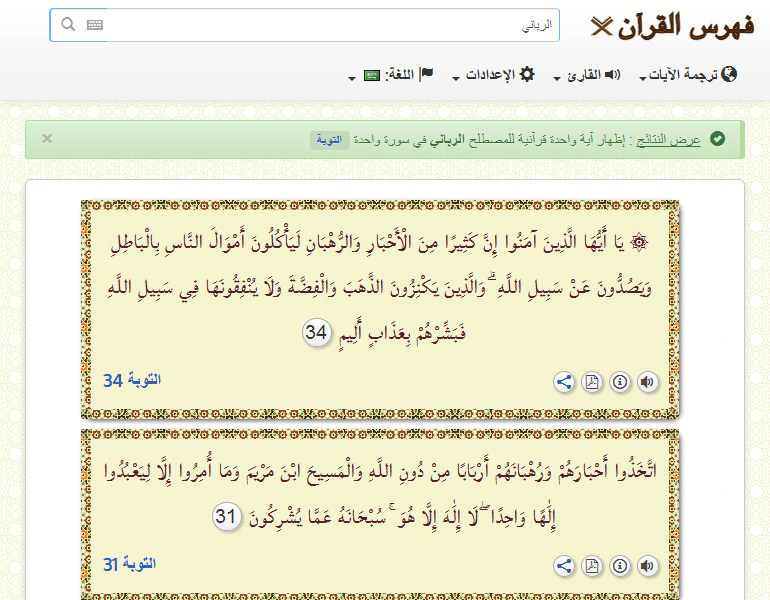 فهرس القرآن
الرباني
ترجمة الآيات
القارئ
الإعدادات
اللغة:
عرض النتائج : إظهار آية واحدة قرآنية للمصطلح الرباني في سورة واحدة التوبة
۞ يَا أَيُّهَا الَّذِينَ آمَنُوا إِنَّ كَثِيرًا مِنَ الْأَحْبَارِ وَالرُّهْبَانِ لَيَأْكُلُونَ أَمْوَالَ النَّاسِ بِالْبَاطِلِ
وَيَصُدُّونَ عَنْ سَبِيلِ اللَّهِ ۗ وَالَّذِينَ يَكْنِزُونَ الذَّهَبَ وَالْفِضَّةَ وَلَا يُنْفِقُونَهَا فِي سَبِيلِ اللَّهِ
فَبَشِّرْهُمْ بِعَذَابٍ أَلِيمٍ 34
التوبة 34
اتَّخَذُوا أَحْبَارَهُمْ وَرُهْبَانَهُمْ أَرْبَابًا مِنْ دُونِ اللَّهِ وَالْمَسِيحَ ابْنَ مَرْيَمَ وَمَا أُمِرُوا إِلَّا لِيَعْبُدُوا
إِلَٰهًا وَاحِدًا ۖ لَا إِلَٰهَ إِلَّا هُوَ ۚ سُبْحَانَهُ عَمَّا يُشْرِكُونَ 31
التوبة 31